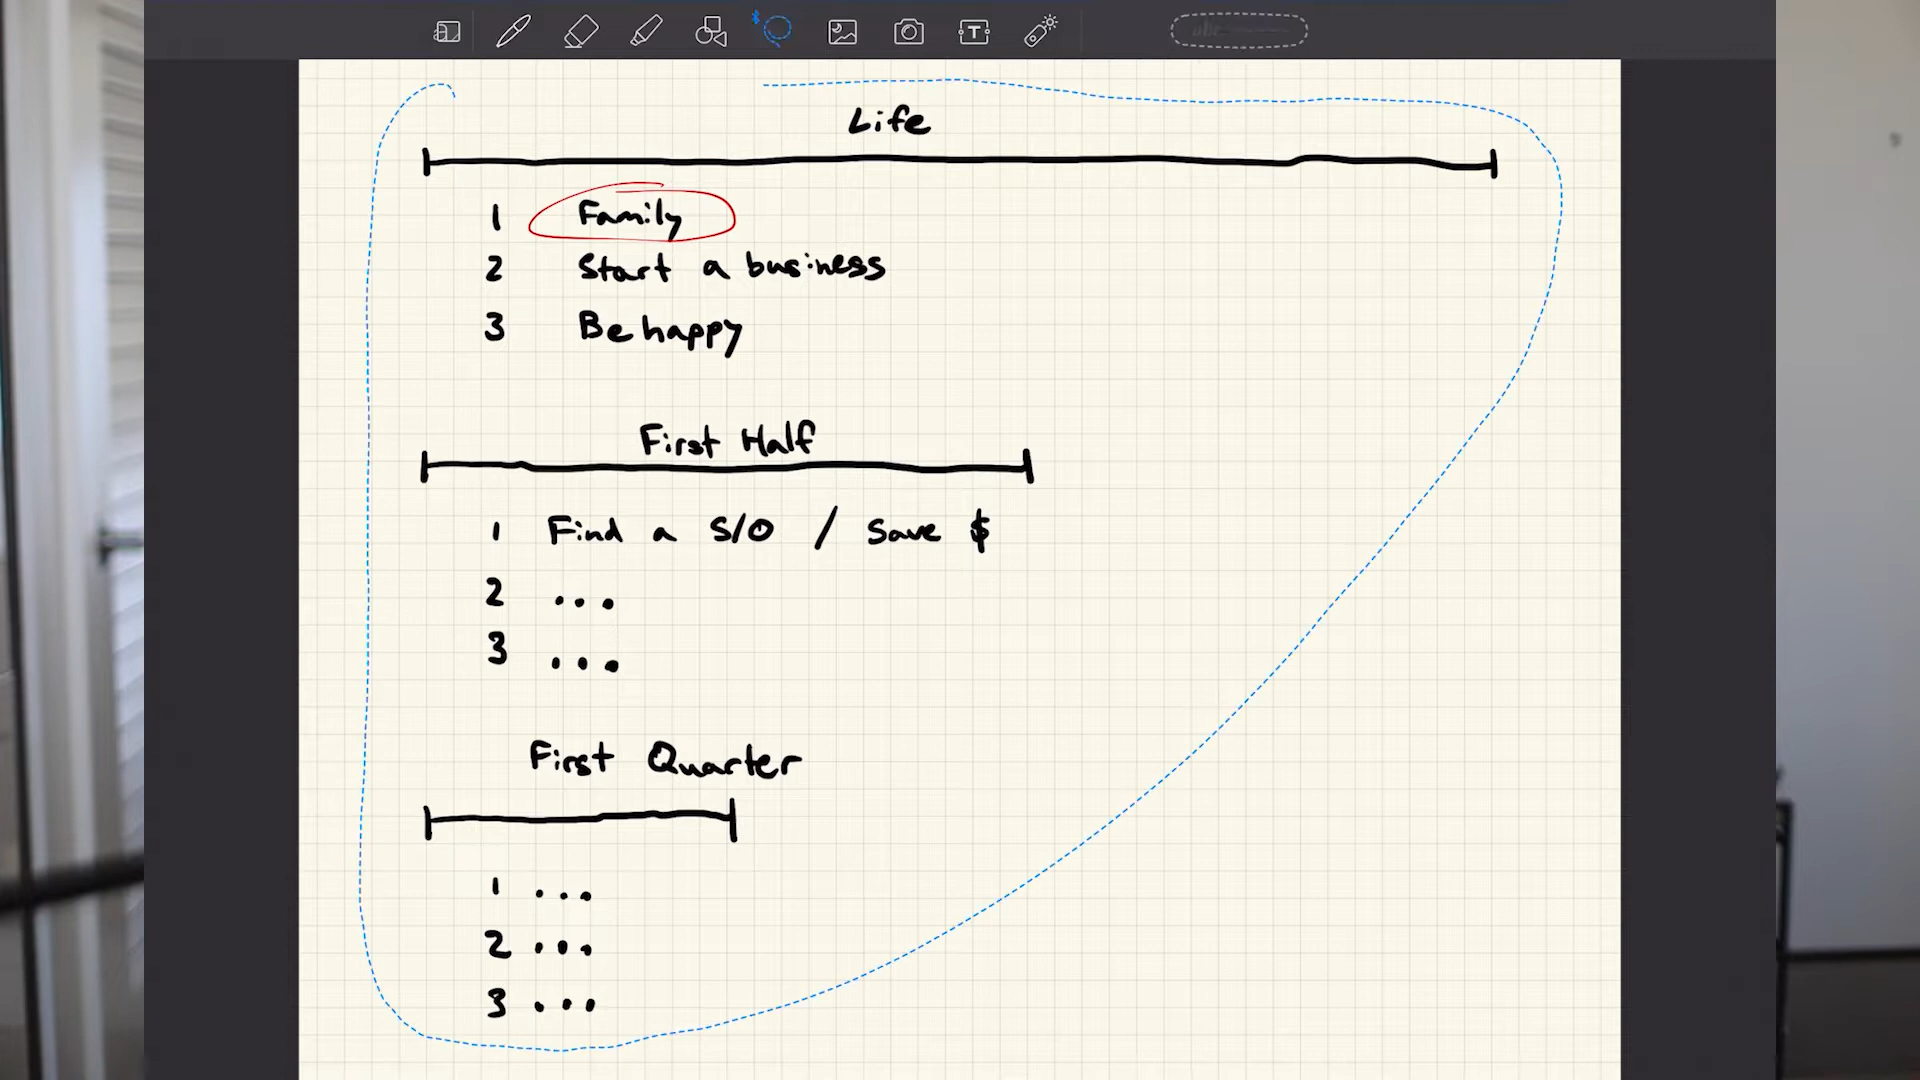 Life
1 Family
2 Start a business
3 Be happy
First Half
1 Find a S/O / Save $
2 ...
3 ...
First Quarter
1 ...
2 ...
3 ...